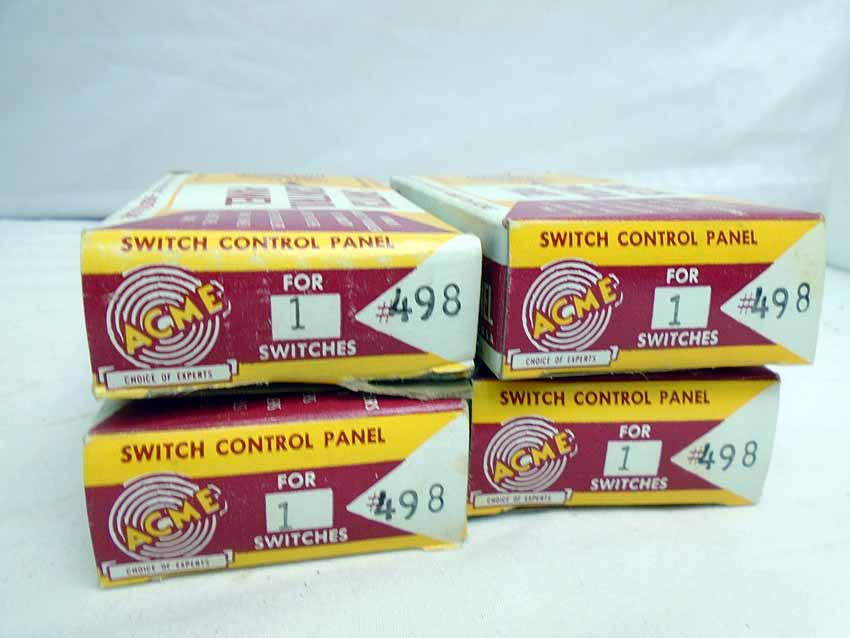 SWITCH CONTROL PANEL
ACME
CHOICE OF EXPERTS
FOR
1
SWITCHES
#498
SWITCH CONTROL PANEL
ACME
CHOICE OF EXPERTS
FOR
1
SWITCHES
#498
SWITCH CONTROL PANEL
ACME
CHOICE OF EXPERTS
FOR
1
SWITCHES
#498
SWITCH CONTROL PANEL
ACME
CHOICE OF EXPERTS
FOR
1
SWITCHES
#498